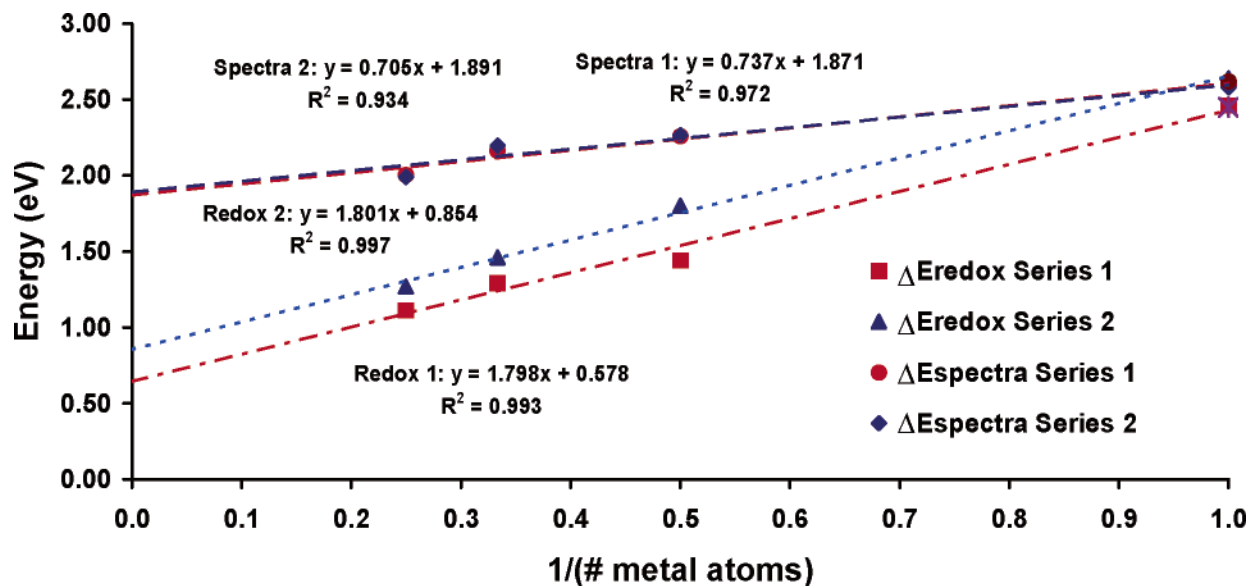 3.00
Spectra 2: y = 0.705x + 1.891
R² = 0.934
Spectra 1: y = 0.737x + 1.871
R² = 0.972
2.50
2.00
Redox 2: y = 1.801x + 0.854
R² = 0.997
1.50
1.00
Redox 1: y = 1.798x + 0.578
R² = 0.993
0.50
0.00
Energy (eV)
ΔEredox Series 1
ΔEredox Series 2
ΔEspectra Series 1
ΔEspectra Series 2
0.0 0.1 0.2 0.3 0.4 0.5 0.6 0.7 0.8 0.9 1.0
1/(# metal atoms)